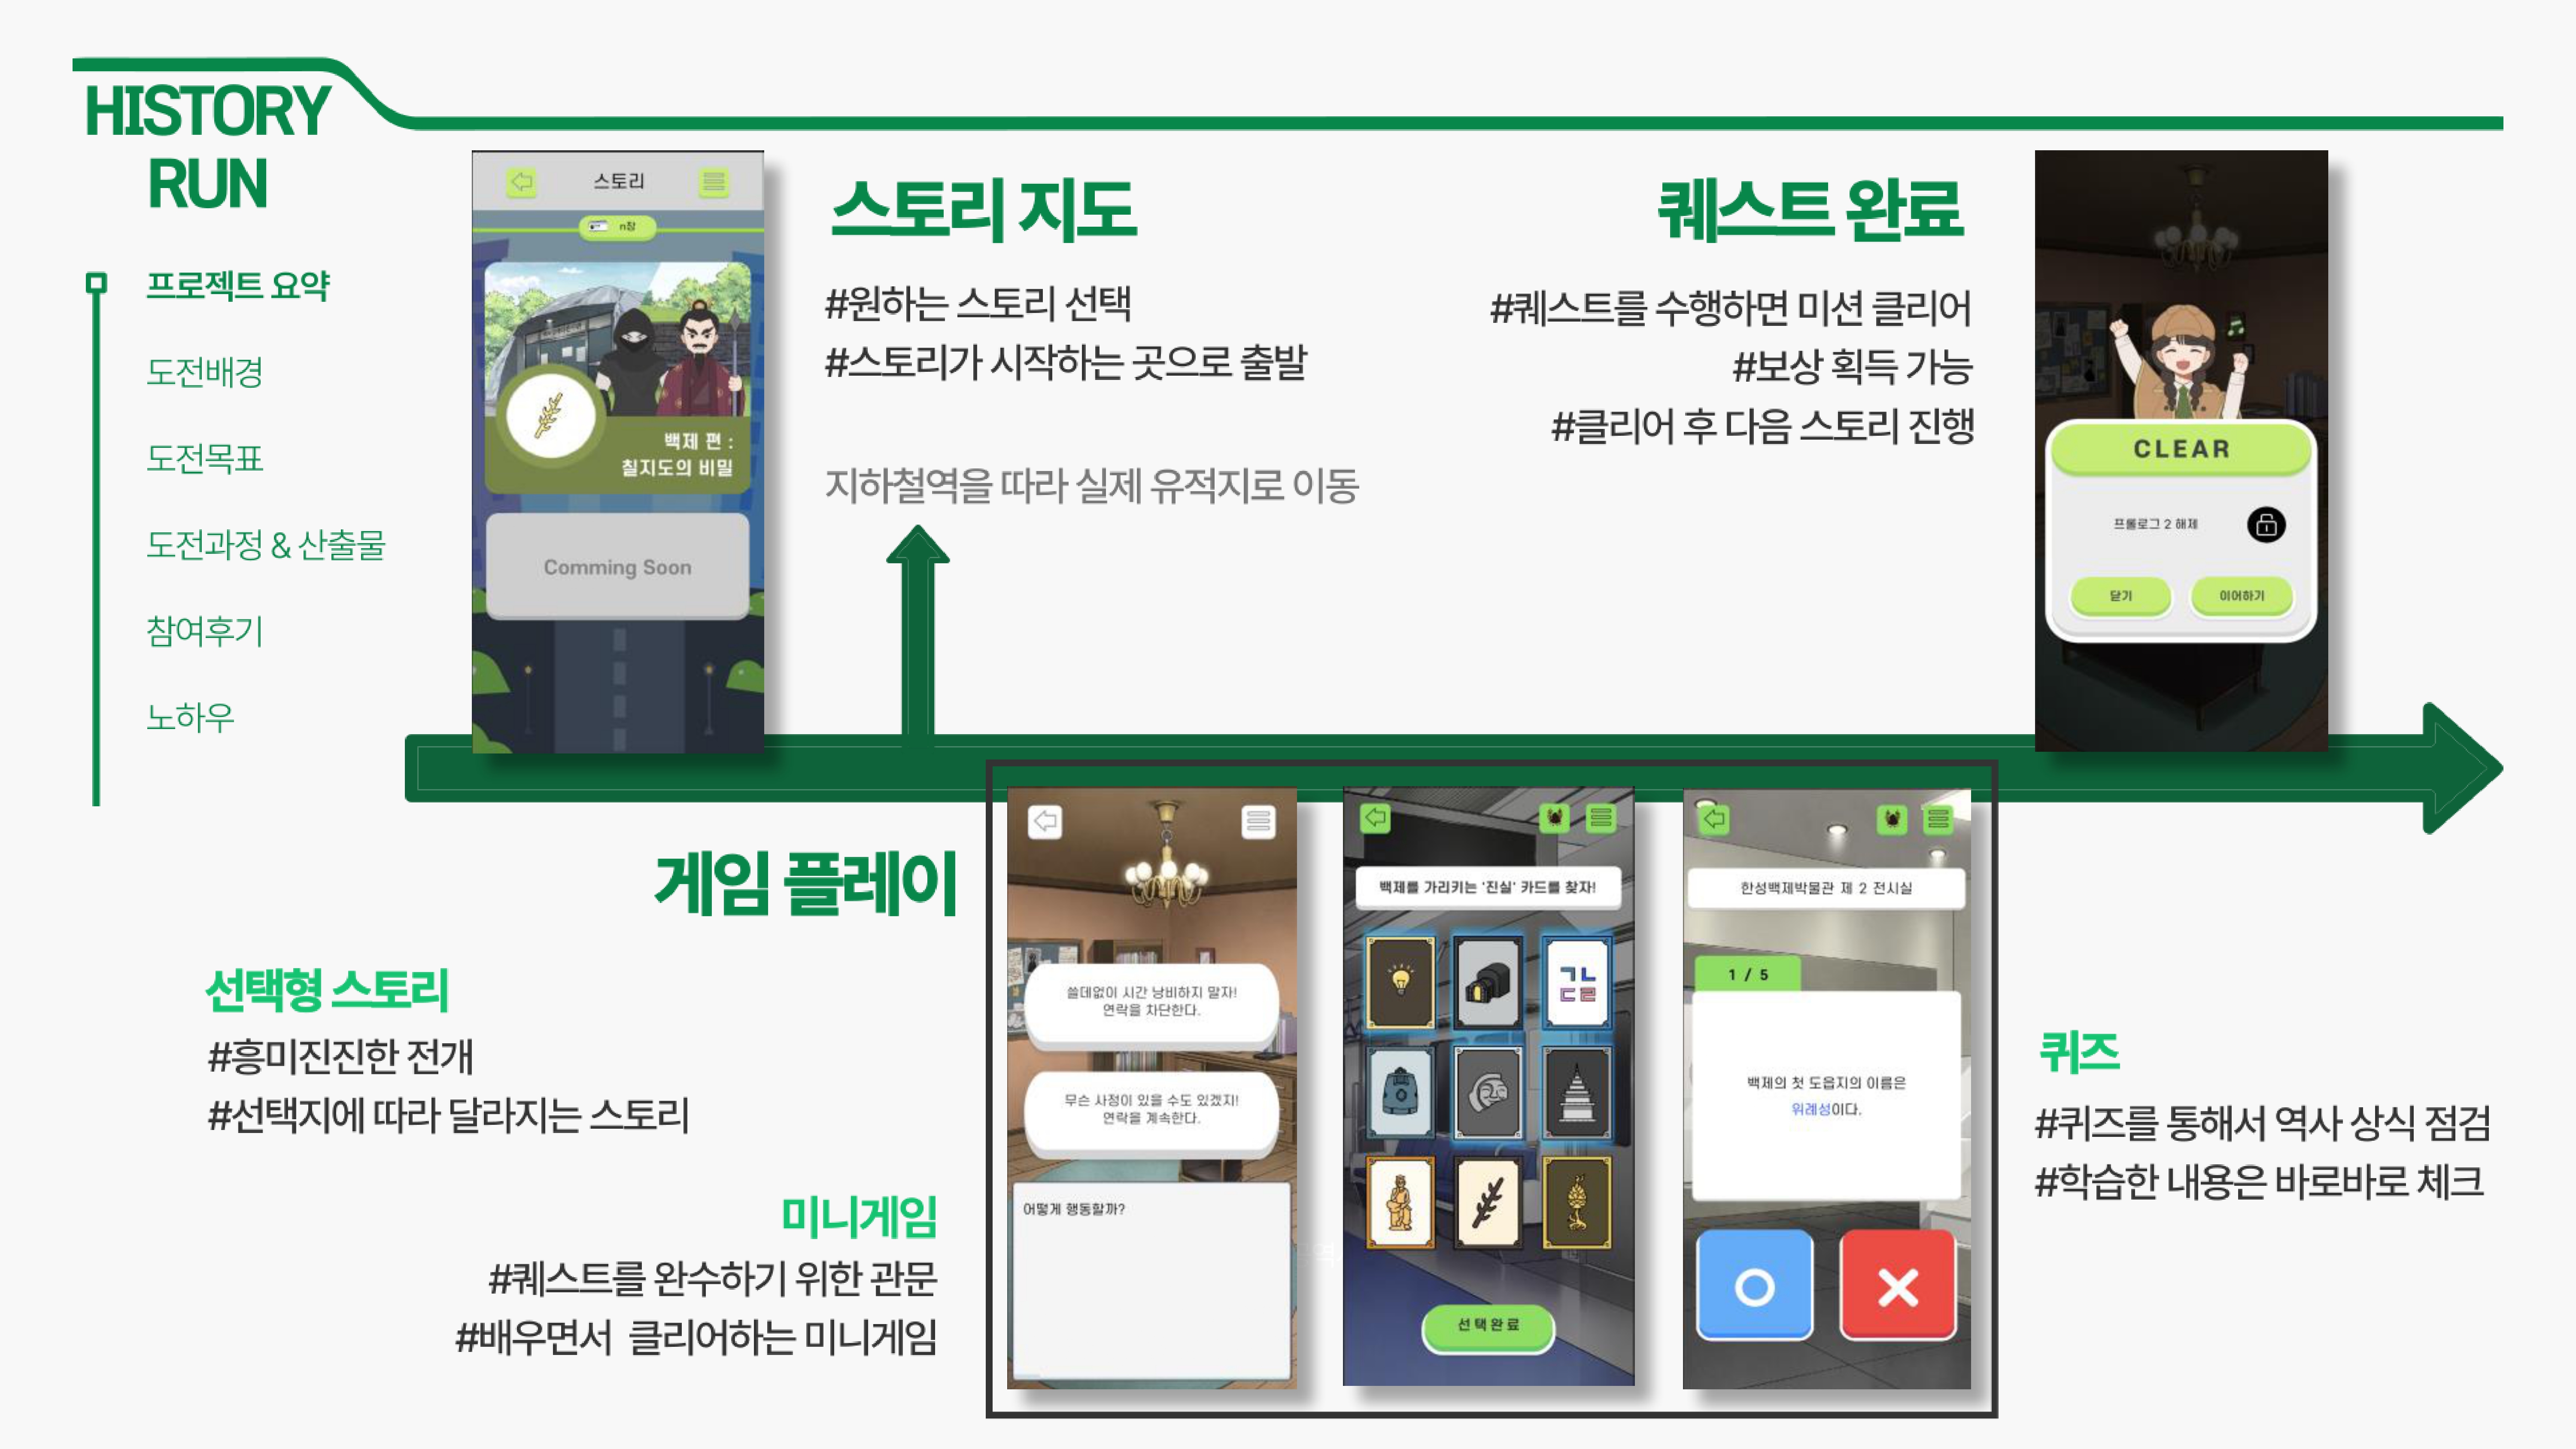 HISTORY
RUN
프로젝트 요약
도전배경
도전목표
도전과정 & 산출물
참여후기
노하우
스토리
n장
백제 편 :
칠지도의 비밀
Comming Soon
스토리 지도
#원하는 스토리 선택
#스토리가 시작하는 곳으로 출발
지하철역을 따라 실제 유적지로 이동
퀘스트 완료
#퀘스트를 수행하면 미션 클리어
#보상 획득 가능
#클리어 후 다음 스토리 진행
CLEAR
프롤로그 2 해제
닫기
이어하기
게임 플레이
선택형 스토리
#흥미진진한 전개
#선택지에 따라 달라지는 스토리
미니게임
#퀘스트를 완수하기 위한 관문
#배우면서 클리어하는 미니게임
쓸데없이 시간 낭비하지 말자!
연락을 차단한다.
무슨 사정이 있을 수도 있겠지!
연락을 계속한다.
어떻게 행동할까?
백제를 가리키는 '진실' 카드를 찾자!
ㄱㄴ
ㄷㄹ
선택완료
한성백제박물관 제 2 전시실
1 / 5
백제의 첫 도읍지의 이름은
위례성이다.
퀴즈
#퀴즈를 통해서 역사 상식 점검
#학습한 내용은 바로바로 체크